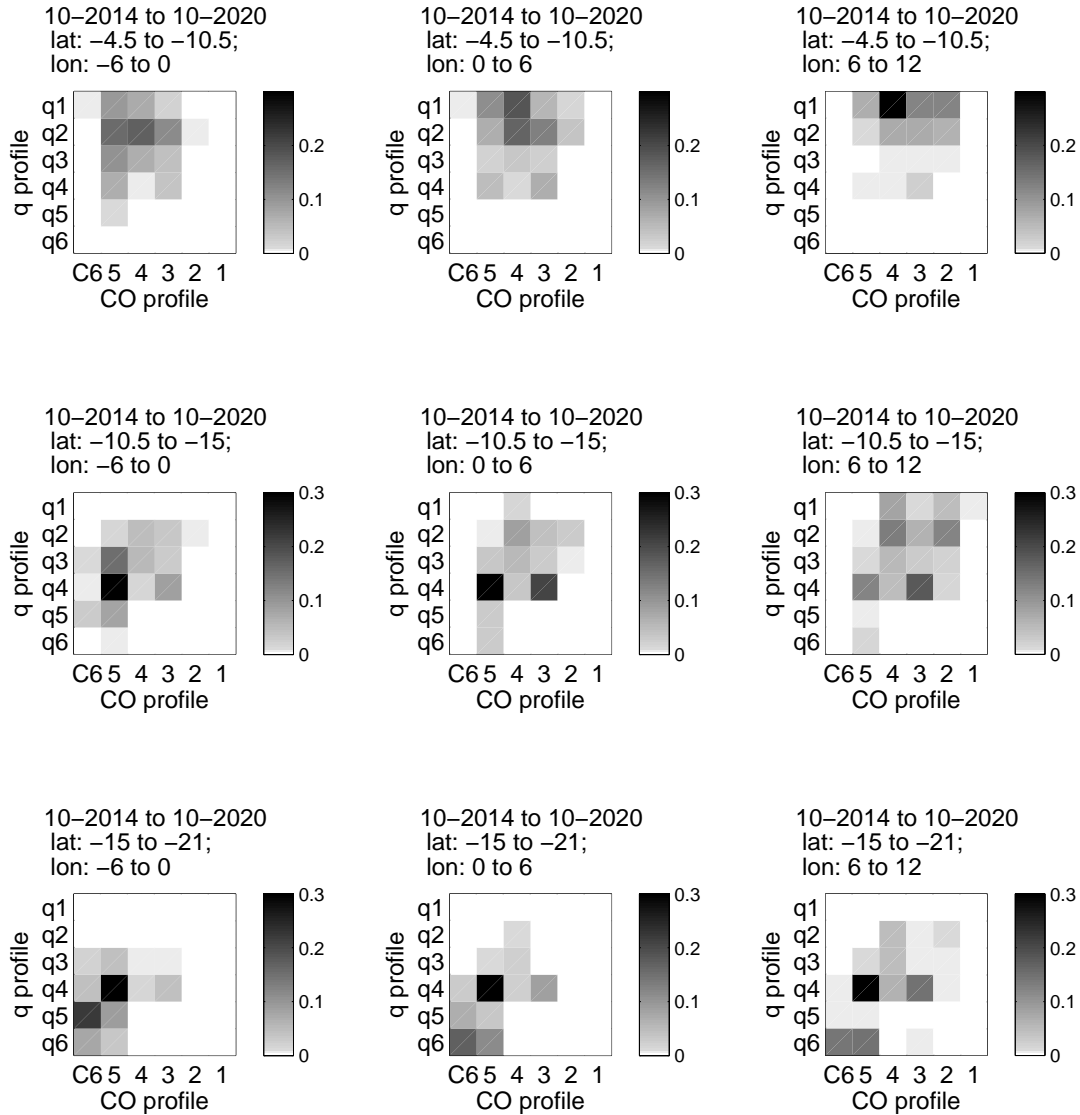 10−2014 to 10−2020
lat: −4.5 to −10.5;
lon: −6 to 0
q profile
q1
q2
q3
q4
q5
q6
C6 5 4 3 2 1
CO profile
0.2
0.1
0
10−2014 to 10−2020
lat: −4.5 to −10.5;
lon: 0 to 6
q profile
q1
q2
q3
q4
q5
q6
C6 5 4 3 2 1
CO profile
0.2
0.1
0
10−2014 to 10−2020
lat: −4.5 to −10.5;
lon: 6 to 12
q profile
q1
q2
q3
q4
q5
q6
C6 5 4 3 2 1
CO profile
0.2
0.1
0
10−2014 to 10−2020
lat: −10.5 to −15;
lon: −6 to 0
q profile
q1
q2
q3
q4
q5
q6
C6 5 4 3 2 1
CO profile
0.3
0.2
0.1
0
10−2014 to 10−2020
lat: −10.5 to −15;
lon: 0 to 6
q profile
q1
q2
q3
q4
q5
q6
C6 5 4 3 2 1
CO profile
0.3
0.2
0.1
0
10−2014 to 10−2020
lat: −10.5 to −15;
lon: 6 to 12
q profile
q1
q2
q3
q4
q5
q6
C6 5 4 3 2 1
CO profile
0.3
0.2
0.1
0
10−2014 to 10−2020
lat: −15 to −21;
lon: −6 to 0
q profile
q1
q2
q3
q4
q5
q6
C6 5 4 3 2 1
CO profile
0.3
0.2
0.1
0
10−2014 to 10−2020
lat: −15 to −21;
lon: 0 to 6
q profile
q1
q2
q3
q4
q5
q6
C6 5 4 3 2 1
CO profile
0.3
0.2
0.1
0
10−2014 to 10−2020
lat: −15 to −21;
lon: 6 to 12
q profile
q1
q2
q3
q4
q5
q6
C6 5 4 3 2 1
CO profile
0.3
0.2
0.1
0